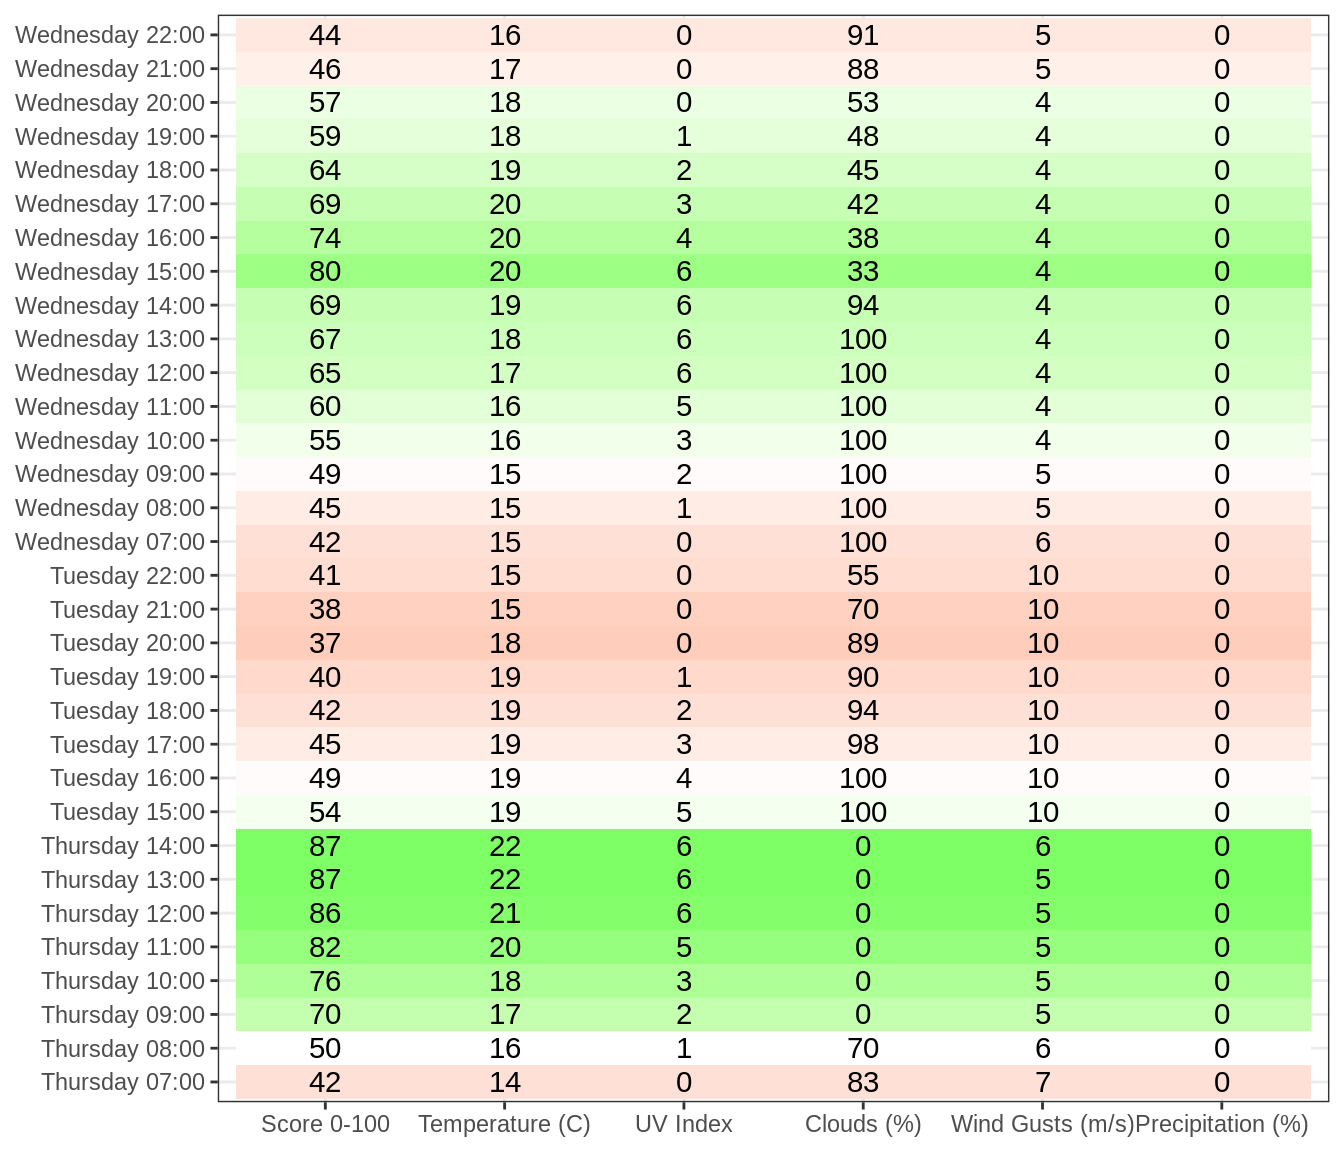 Wednesday 22:00 44 16 0 91 5 0
Wednesday 21:00 46 17 0 88 5 0
Wednesday 20:00 57 18 0 53 4 0
Wednesday 19:00 59 18 1 48 4 0
Wednesday 18:00 64 19 2 45 4 0
Wednesday 17:00 69 20 3 42 4 0
Wednesday 16:00 74 20 4 38 4 0
Wednesday 15:00 80 20 6 33 4 0
Wednesday 14:00 69 19 6 94 4 0
Wednesday 13:00 67 18 6 100 4 0
Wednesday 12:00 65 17 6 100 4 0
Wednesday 11:00 60 16 5 100 4 0
Wednesday 10:00 55 16 3 100 4 0
Wednesday 09:00 49 15 2 100 5 0
Wednesday 08:00 45 15 1 100 5 0
Wednesday 07:00 42 15 0 100 6 0
Tuesday 22:00 41 15 0 55 10 0
Tuesday 21:00 38 15 0 70 10 0
Tuesday 20:00 37 18 0 89 10 0
Tuesday 19:00 40 19 1 90 10 0
Tuesday 18:00 42 19 2 94 10 0
Tuesday 17:00 45 19 3 98 10 0
Tuesday 16:00 49 19 4 100 10 0
Tuesday 15:00 54 19 5 100 10 0
Thursday 14:00 87 22 6 0 6 0
Thursday 13:00 87 22 6 0 5 0
Thursday 12:00 86 21 6 0 5 0
Thursday 11:00 82 20 5 0 5 0
Thursday 10:00 76 18 3 0 5 0
Thursday 09:00 70 17 2 0 5 0
Thursday 08:00 50 16 1 70 6 0
Thursday 07:00 42 14 0 83 7 0
Score 0-100 Temperature (C) UV Index Clouds (%) Wind Gusts (m/s) Precipitation (%)